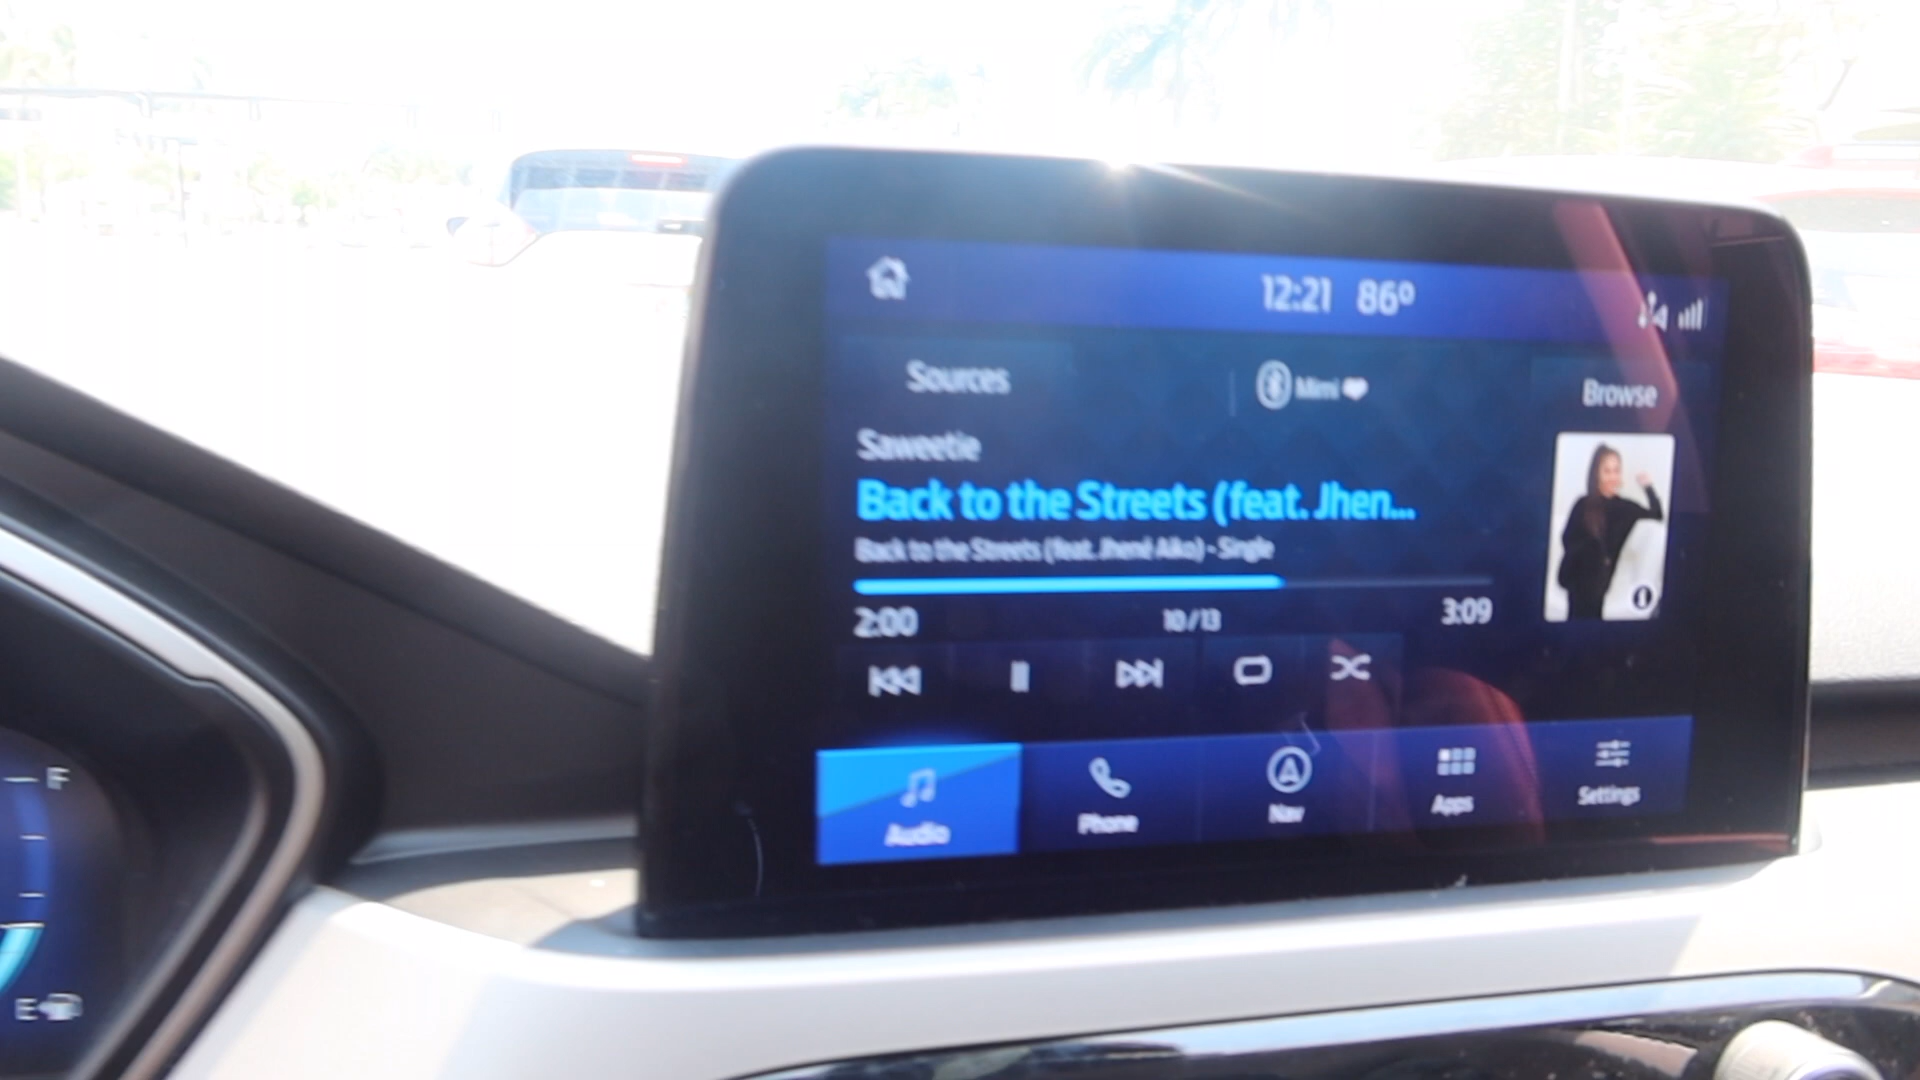 12:21 86°
Sources
Mimi ❤
Browse
Saweetie
Back to the Streets (feat. Jhen...
Back to the Streets (feat. Jhené Aiko) - Single
2:00 10/13 3:09
Audio
Phone
Nav
Apps
Settings
F
E